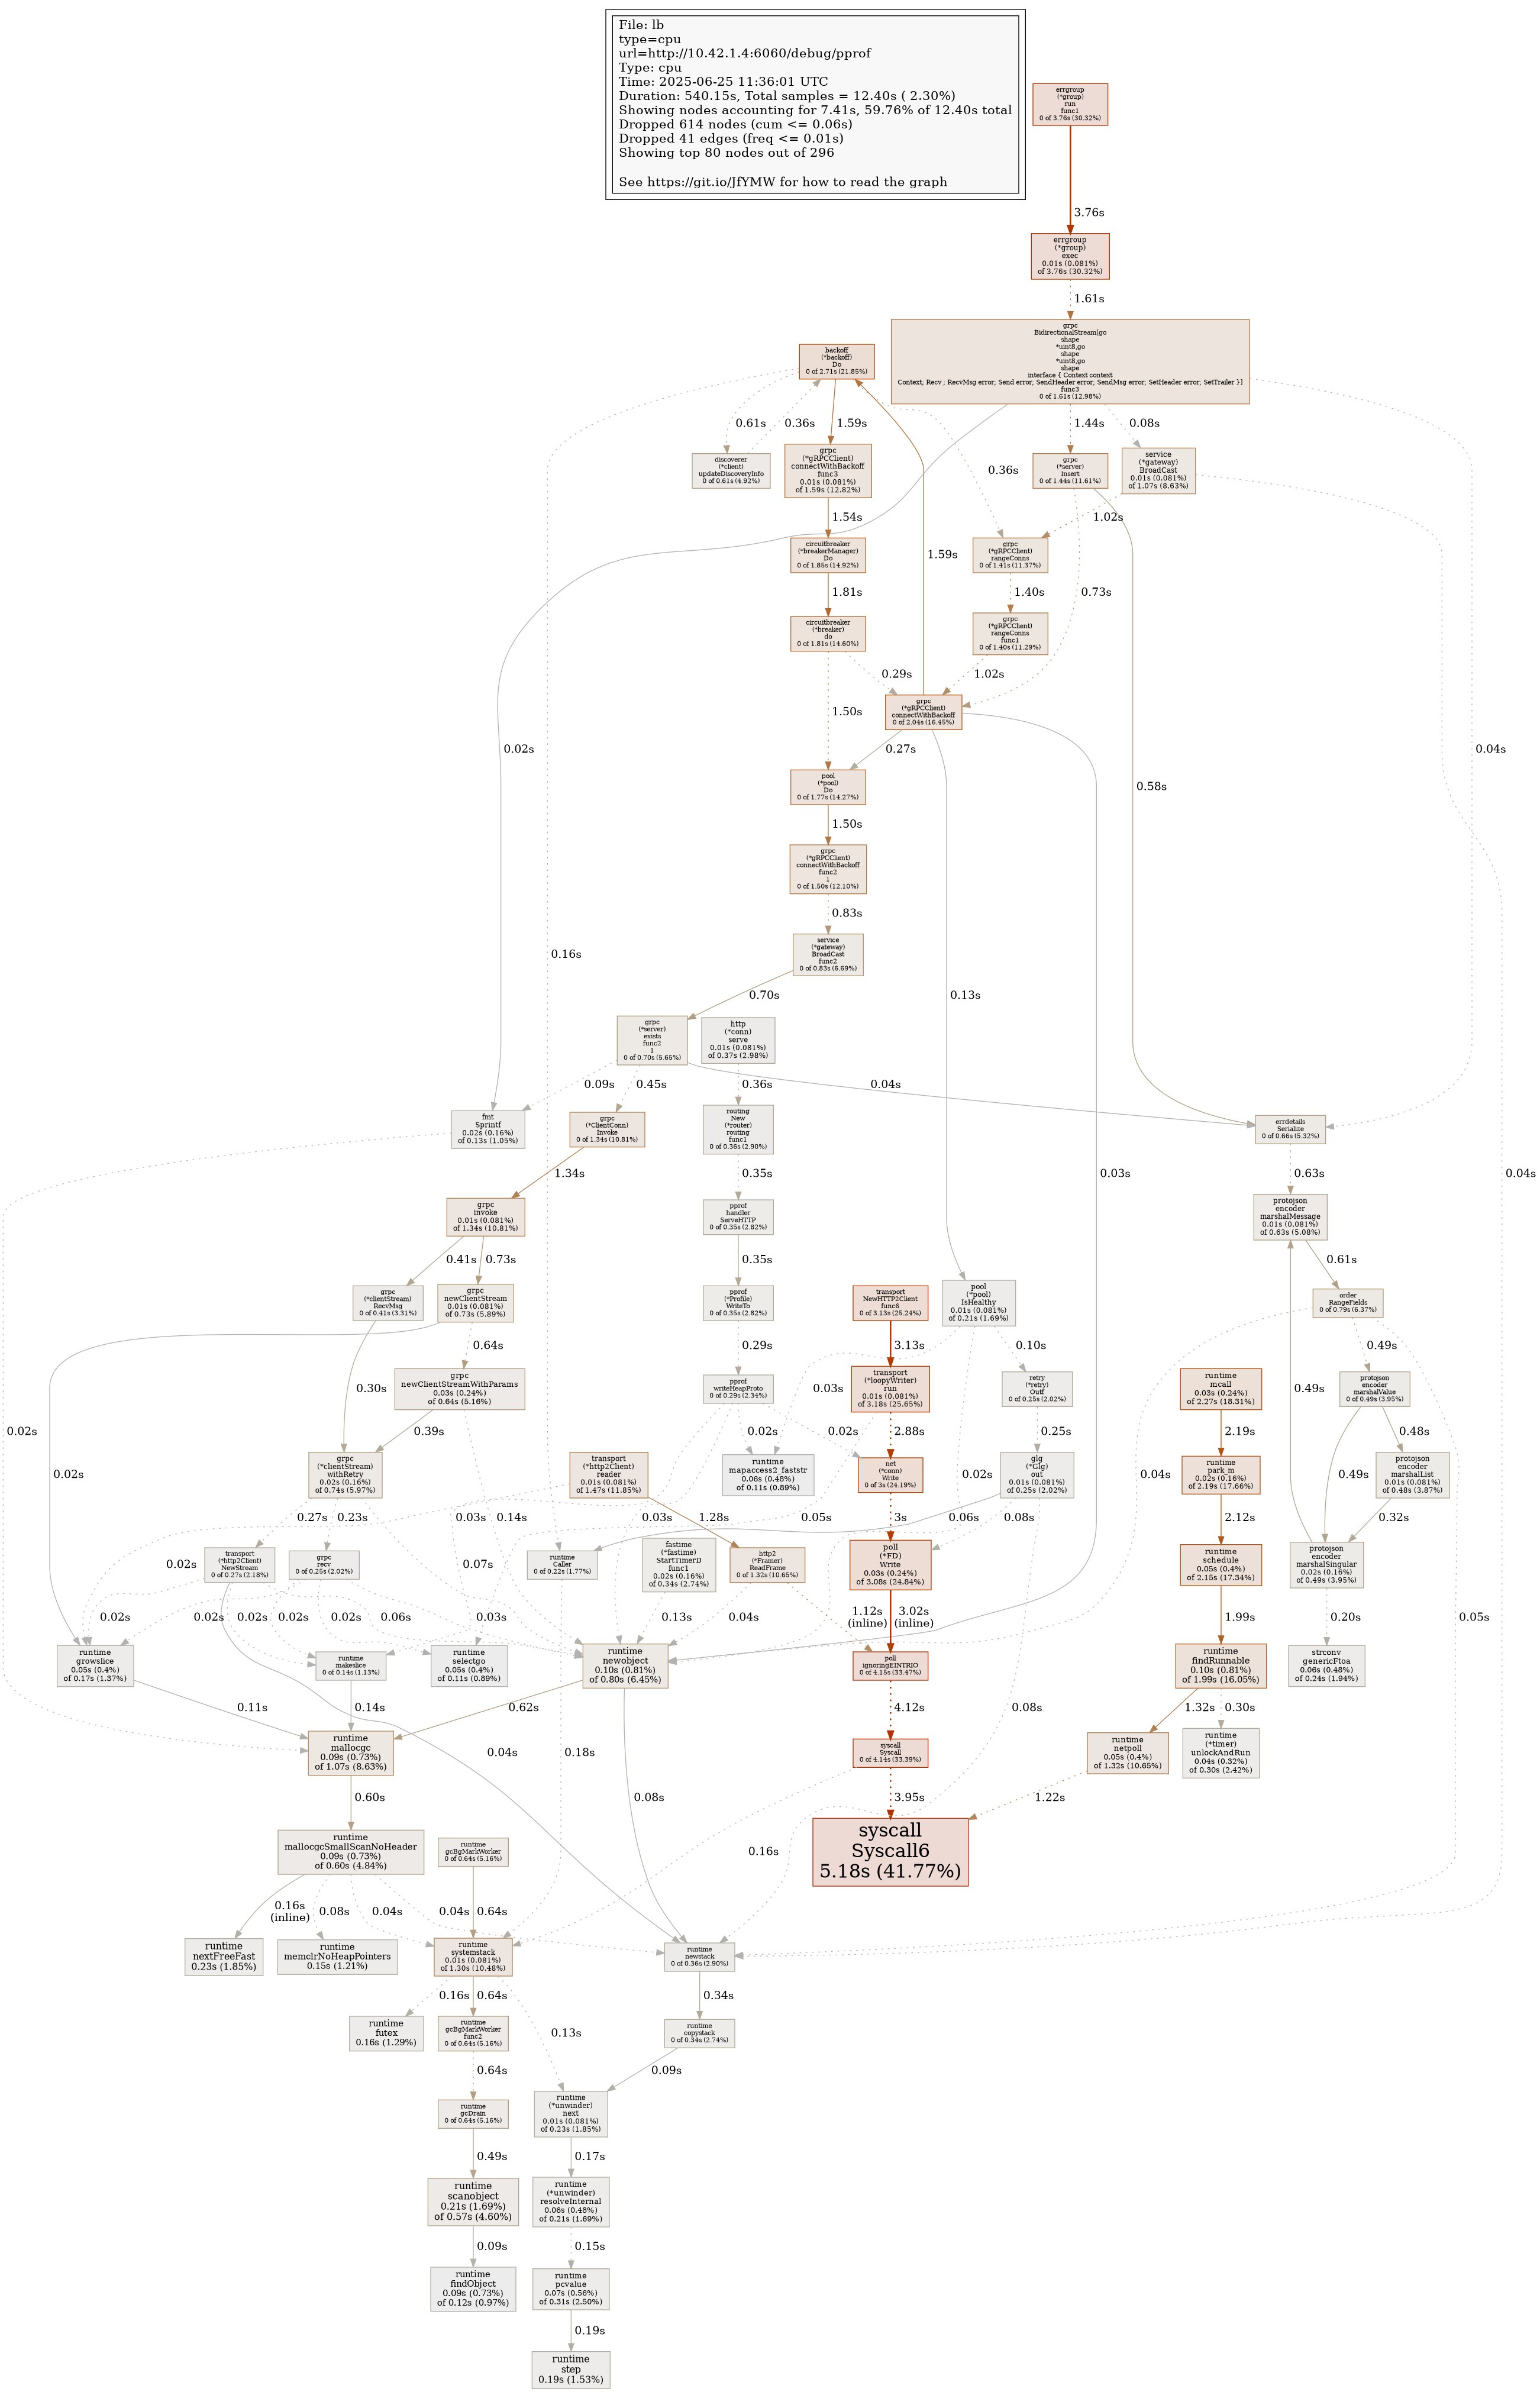 File: lb
type=cpu
url=http://10.42.1.4:6060/debug/pprof
Type: cpu
Time: 2025-06-25 11:36:01 UTC
Duration: 540.15s, Total samples = 12.40s ( 2.30%)
Showing nodes accounting for 7.41s, 59.76% of 12.40s total
Dropped 614 nodes (cum <= 0.06s)
Dropped 41 edges (freq <= 0.01s)
Showing top 80 nodes out of 296
See https://git.io/JfYMW for how to read the graph
errgroup
(*group)
run
func1
0 of 3.76s (30.32%)
3.76s
errgroup
(*group)
exec
0.01s (0.081%)
of 3.76s (30.32%)
1.61s
grpc
BidirectionalStream[go
shape
*uint8,go
shape
*uint8,go
shape
interface { Context context
Context; Recv ; RecvMsg error; Send error; SendHeader error; SendMsg error; SetHeader error; SetTrailer }]
func3
0 of 1.61s (12.98%)
backoff
(*backoff)
Do
0 of 2.71s (21.85%)
0.61s
0.36s
1.59s
1.44s
0.08s
discoverer
(*client)
updateDiscoveryInfo
0 of 0.61s (4.92%)
grpc
(*gRPCClient)
connectWithBackoff
func3
0.01s (0.081%)
of 1.59s (12.82%)
0.36s
grpc
(*server)
Insert
0 of 1.44s (11.61%)
service
(*gateway)
BroadCast
0.01s (0.081%)
of 1.07s (8.63%)
1.54s
1.02s
circuitbreaker
(*breakerManager)
Do
0 of 1.85s (14.92%)
1.59s
grpc
(*gRPCClient)
rangeConns
0 of 1.41s (11.37%)
1.81s
1.40s
0.73s
circuitbreaker
(*breaker)
do
0 of 1.81s (14.60%)
grpc
(*gRPCClient)
rangeConns
func1
0 of 1.40s (11.29%)
0.29s
1.02s
1.50s
grpc
(*gRPCClient)
connectWithBackoff
0 of 2.04s (16.45%)
0.02s
0.27s
0.04s
0.58s
pool
(*pool)
Do
0 of 1.77s (14.27%)
1.50s
grpc
(*gRPCClient)
connectWithBackoff
func2
1
0 of 1.50s (12.10%)
0.83s
0.16s
service
(*gateway)
BroadCast
func2
0 of 0.83s (6.69%)
0.70s
0.13s
grpc
(*server)
exists
func2
1
0 of 0.70s (5.65%)
http
(*conn)
serve
0.01s (0.081%)
of 0.37s (2.98%)
0.09s
0.45s
0.36s
0.04s
fmt
Sprintf
0.02s (0.16%)
of 0.13s (1.05%)
grpc
(*ClientConn)
Invoke
0 of 1.34s (10.81%)
routing
New
(*router)
routing
func1
0 of 0.36s (2.90%)
errdetails
Serialize
0 of 0.66s (5.32%)
1.34s
0.35s
0.03s
0.63s
0.04s
grpc
invoke
0.01s (0.081%)
of 1.34s (10.81%)
pprof
handler
ServeHTTP
0 of 0.35s (2.82%)
protojson
encoder
marshalMessage
0.01s (0.081%)
of 0.63s (5.08%)
0.41s
0.73s
0.35s
0.61s
grpc
(*clientStream)
RecvMsg
0 of 0.41s (3.31%)
grpc
newClientStream
0.01s (0.081%)
of 0.73s (5.89%)
pprof
(*Profile)
WriteTo
0 of 0.35s (2.82%)
transport
NewHTTP2Client
func6
0 of 3.13s (25.24%)
pool
(*pool)
IsHealthy
0.01s (0.081%)
of 0.21s (1.69%)
order
RangeFields
0 of 0.79s (6.37%)
0.64s
0.29s
3.13s
0.10s
0.49s
0.30s
grpc
newClientStreamWithParams
0.03s (0.24%)
of 0.64s (5.16%)
pprof
writeHeapProto
0 of 0.29s (2.34%)
0.03s
transport
(*loopyWriter)
run
0.01s (0.081%)
of 3.18s (25.65%)
retry
(*retry)
Outf
0 of 0.25s (2.02%)
0.49s
runtime
mcall
0.03s (0.24%)
of 2.27s (18.31%)
protojson
encoder
marshalValue
0 of 0.49s (3.95%)
0.02s
0.39s
0.02s
0.02s
2.88s
0.25s
2.19s
0.48s
0.02s
grpc
(*clientStream)
withRetry
0.02s (0.16%)
of 0.74s (5.97%)
transport
(*http2Client)
reader
0.01s (0.081%)
of 1.47s (11.85%)
runtime
mapaccess2_faststr
0.06s (0.48%)
of 0.11s (0.89%)
net
(*conn)
Write
0 of 3s (24.19%)
0.02s
glg
(*Glg)
out
0.01s (0.081%)
of 0.25s (2.02%)
0.04s
runtime
park_m
0.02s (0.16%)
of 2.19s (17.66%)
0.49s
protojson
encoder
marshalList
0.01s (0.081%)
of 0.48s (3.87%)
0.27s
0.23s
0.03s
0.14s
0.03s
1.28s
0.05s
3s
0.06s
0.08s
2.12s
0.32s
0.02s
transport
(*http2Client)
NewStream
0 of 0.27s (2.18%)
grpc
recv
0 of 0.25s (2.02%)
0.07s
runtime
Caller
0 of 0.22s (1.77%)
fastime
(*fastime)
StartTimerD
func1
0.02s (0.16%)
of 0.34s (2.74%)
http2
(*Framer)
ReadFrame
0 of 1.32s (10.65%)
poll
(*FD)
Write
0.03s (0.24%)
of 3.08s (24.84%)
runtime
schedule
0.05s (0.4%)
of 2.15s (17.34%)
protojson
encoder
marshalSingular
0.02s (0.16%)
of 0.49s (3.95%)
0.02s
0.02s
0.02s
0.02s
0.02s
0.06s
0.03s
0.13s
0.04s
1.12s
(inline)
3.02s
(inline)
1.99s
0.20s
0.05s
runtime
growslice
0.05s (0.4%)
of 0.17s (1.37%)
runtime
makeslice
0 of 0.14s (1.13%)
runtime
selectgo
0.05s (0.4%)
of 0.11s (0.89%)
runtime
newobject
0.10s (0.81%)
of 0.80s (6.45%)
poll
ignoringEINTRIO
0 of 4.15s (33.47%)
runtime
findRunnable
0.10s (0.81%)
of 1.99s (16.05%)
strconv
genericFtoa
0.06s (0.48%)
of 0.24s (1.94%)
0.11s
0.14s
0.62s
4.12s
0.08s
1.32s
0.30s
runtime
mallocgc
0.09s (0.73%)
of 1.07s (8.63%)
0.04s
0.18s
syscall
Syscall
0 of 4.14s (33.39%)
runtime
netpoll
0.05s (0.4%)
of 1.32s (10.65%)
runtime
(*timer)
unlockAndRun
0.04s (0.32%)
of 0.30s (2.42%)
0.60s
0.08s
3.95s
1.22s
runtime
mallocgcSmallScanNoHeader
0.09s (0.73%)
of 0.60s (4.84%)
runtime
gcBgMarkWorker
0 of 0.64s (5.16%)
0.16s
syscall
Syscall6
5.18s (41.77%)
0.16s
(inline)
0.08s
0.04s
0.04s
0.64s
runtime
nextFreeFast
0.23s (1.85%)
runtime
memclrNoHeapPointers
0.15s (1.21%)
runtime
systemstack
0.01s (0.081%)
of 1.30s (10.48%)
runtime
newstack
0 of 0.36s (2.90%)
0.16s
0.64s
0.34s
runtime
futex
0.16s (1.29%)
runtime
gcBgMarkWorker
func2
0 of 0.64s (5.16%)
0.13s
runtime
copystack
0 of 0.34s (2.74%)
0.64s
0.09s
runtime
gcDrain
0 of 0.64s (5.16%)
runtime
(*unwinder)
next
0.01s (0.081%)
of 0.23s (1.85%)
0.49s
0.17s
runtime
scanobject
0.21s (1.69%)
of 0.57s (4.60%)
runtime
(*unwinder)
resolveInternal
0.06s (0.48%)
of 0.21s (1.69%)
0.09s
0.15s
runtime
findObject
0.09s (0.73%)
of 0.12s (0.97%)
runtime
pcvalue
0.07s (0.56%)
of 0.31s (2.50%)
0.19s
runtime
step
0.19s (1.53%)